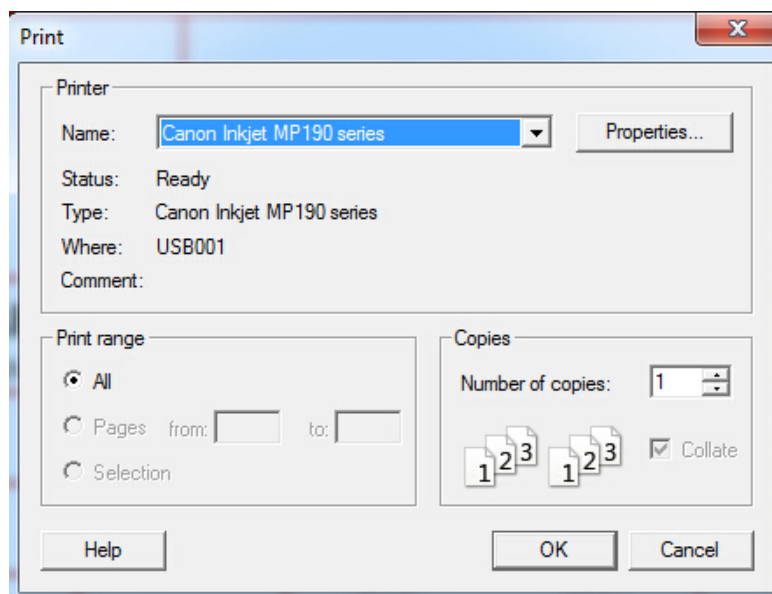 Print
Printer
Name: Canon Inkjet MP190 series Properties...
Status: Ready
Type: Canon Inkjet MP190 series
Where: USB001
Comment:
Print range
All
Pages from: to:
Selection
Copies
Number of copies: 1
1 2 3 1 2 3 Collate
Help OK Cancel